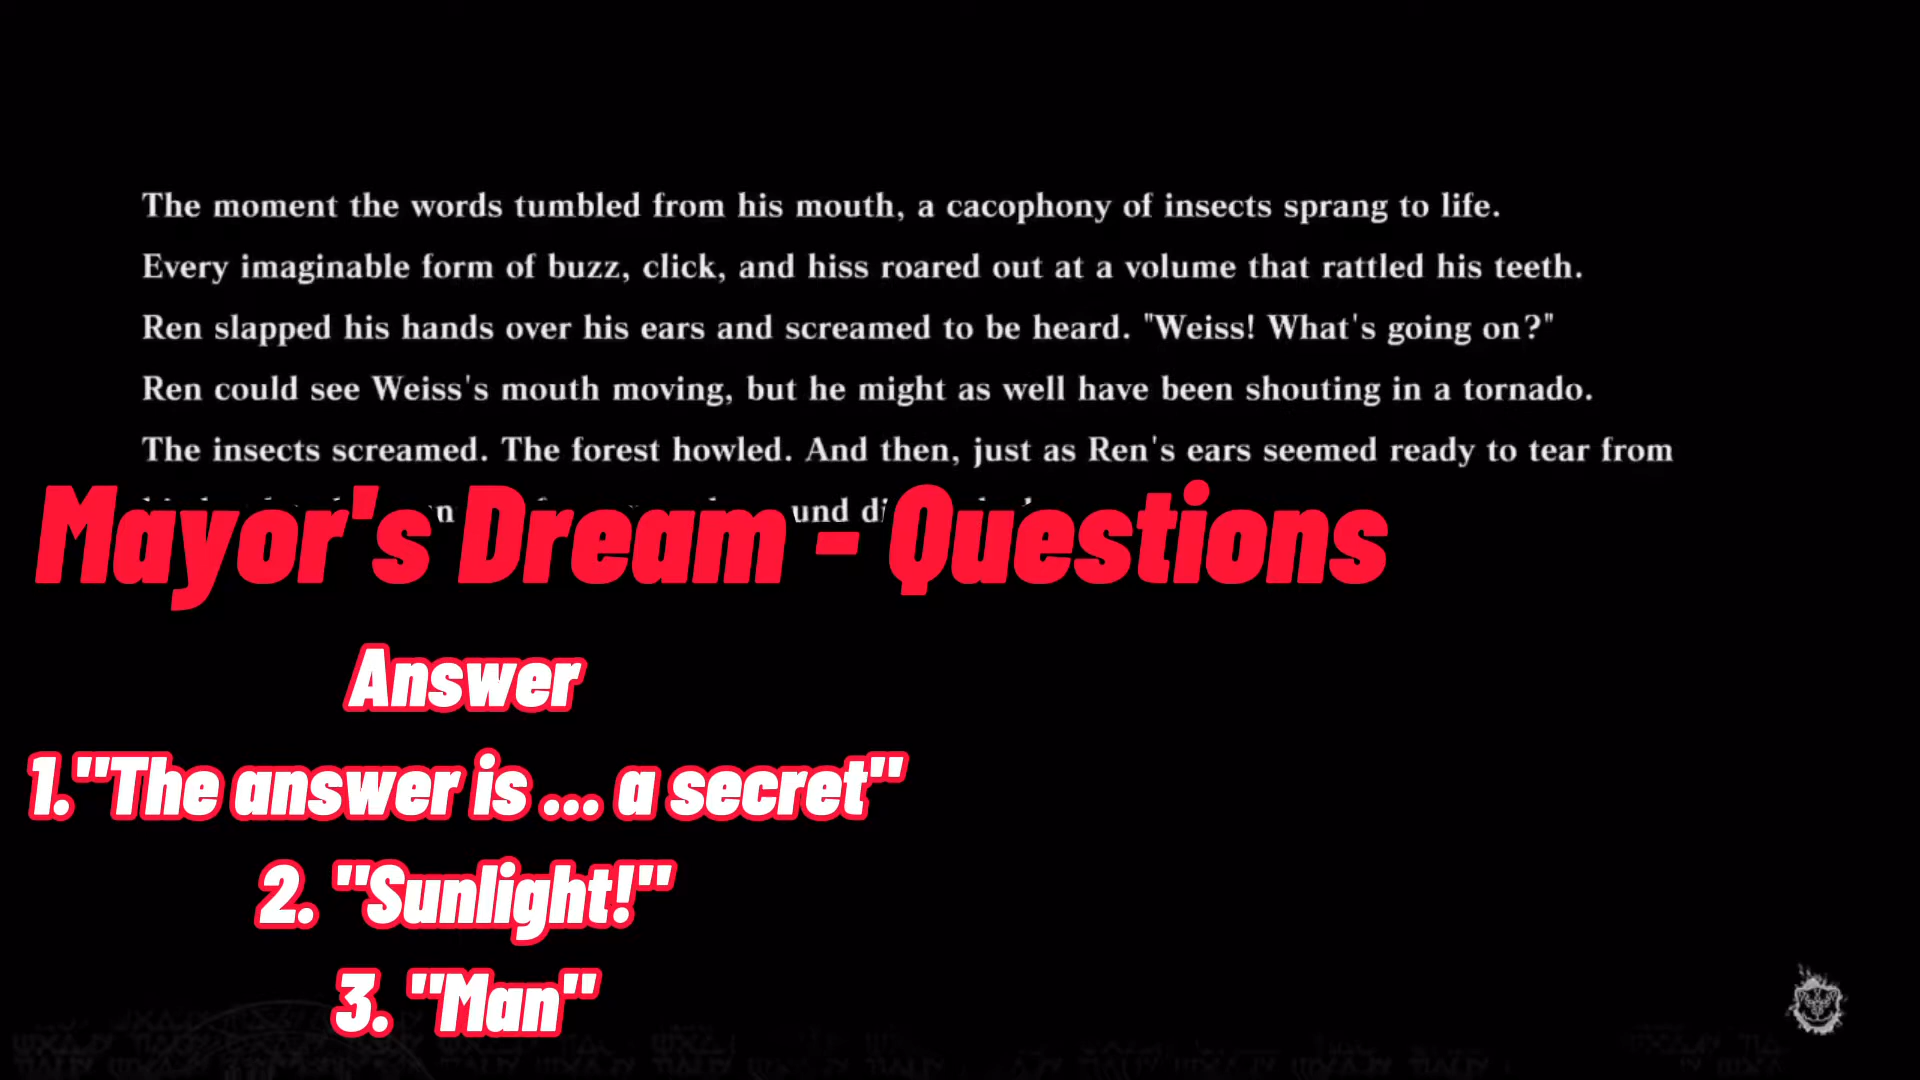 The moment the words tumbled from his mouth, a cacophony of insects sprang to life.
Every imaginable form of buzz, click, and hiss roared out at a volume that rattled his teeth.
Ren slapped his hands over his ears and screamed to be heard. "Weiss! What's going on?"
Ren could see Weiss's mouth moving, but he might as well have been shouting in a tornado.
The insects screamed. The forest howled. And then, just as Ren's ears seemed ready to tear from
Mayor's Dream - Questions
Answer
1."The answer is ... a secret"
2. "Sunlight!"
3. "Man"